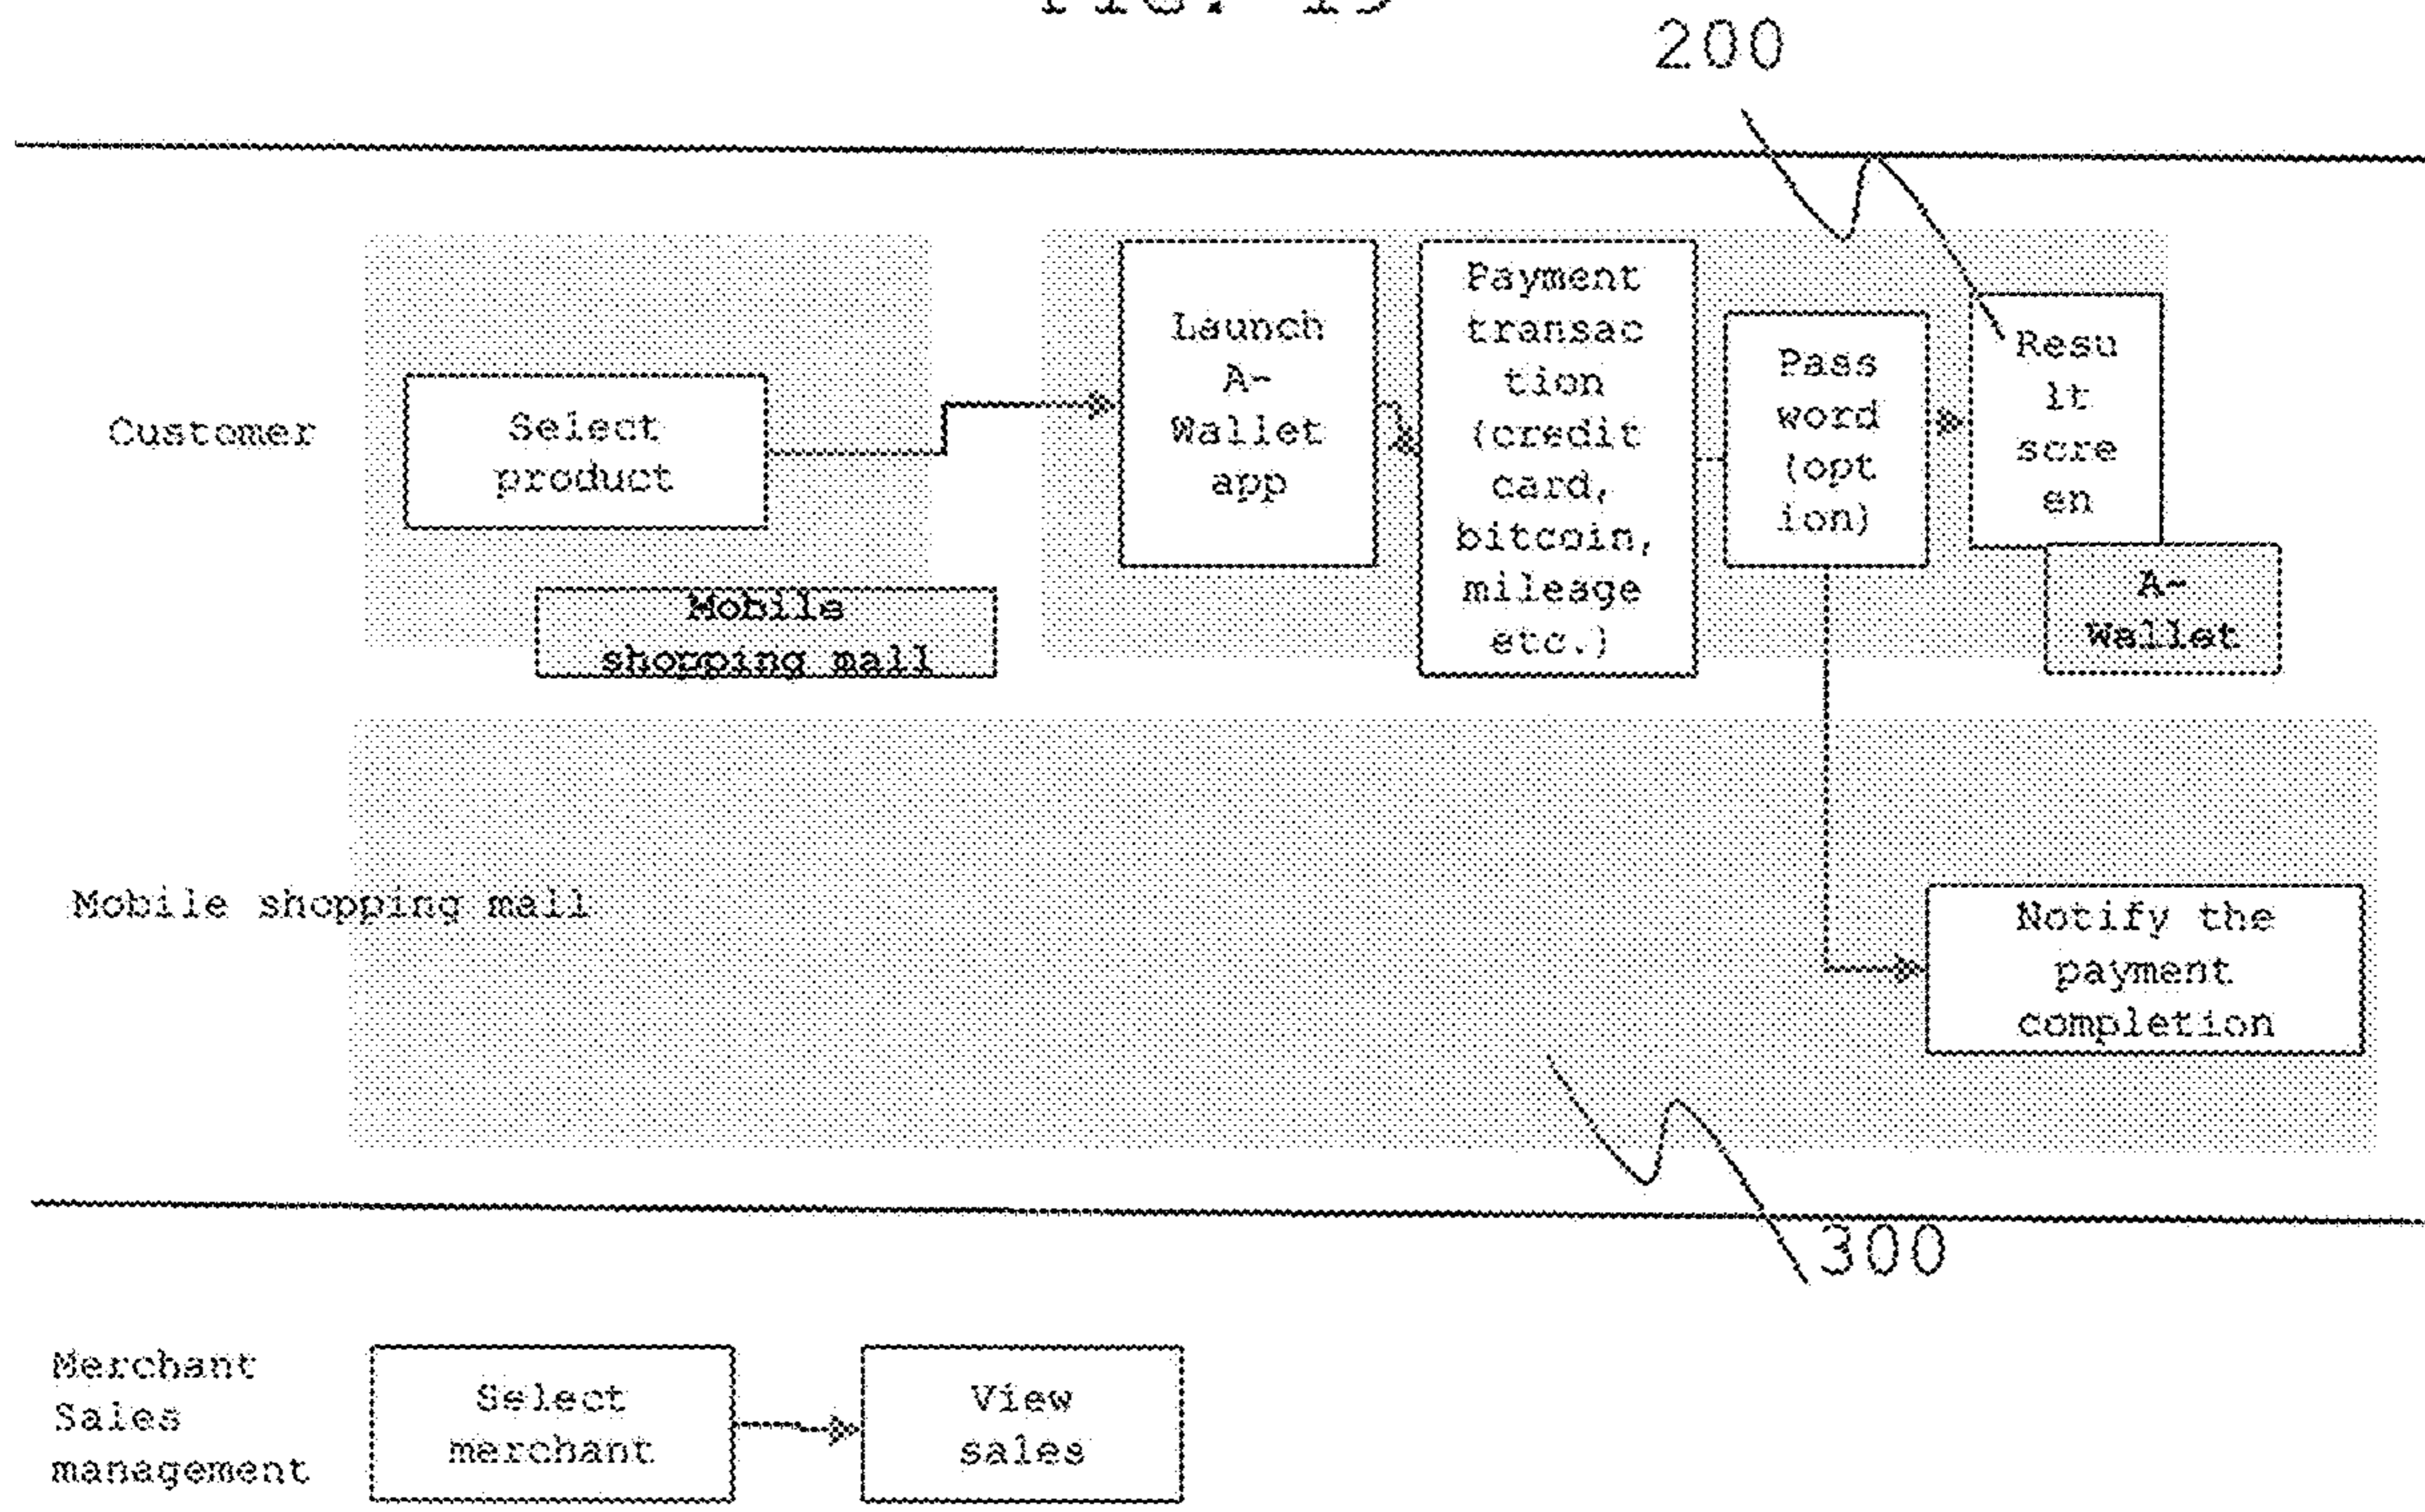 200
Customer
Select
product
Mobile
shopping mall
Launch
A-
Wallet
app
Payment
transac
tion
(credit
card,
bitcoin,
mileage
etc.)
Pass
word
(opt
ion)
Resu
lt
scre
en
A-
Wallet
Mobile shopping mall
Notify the
payment
completion
300
Merchant
Sales
management
Select
merchant
View
sales